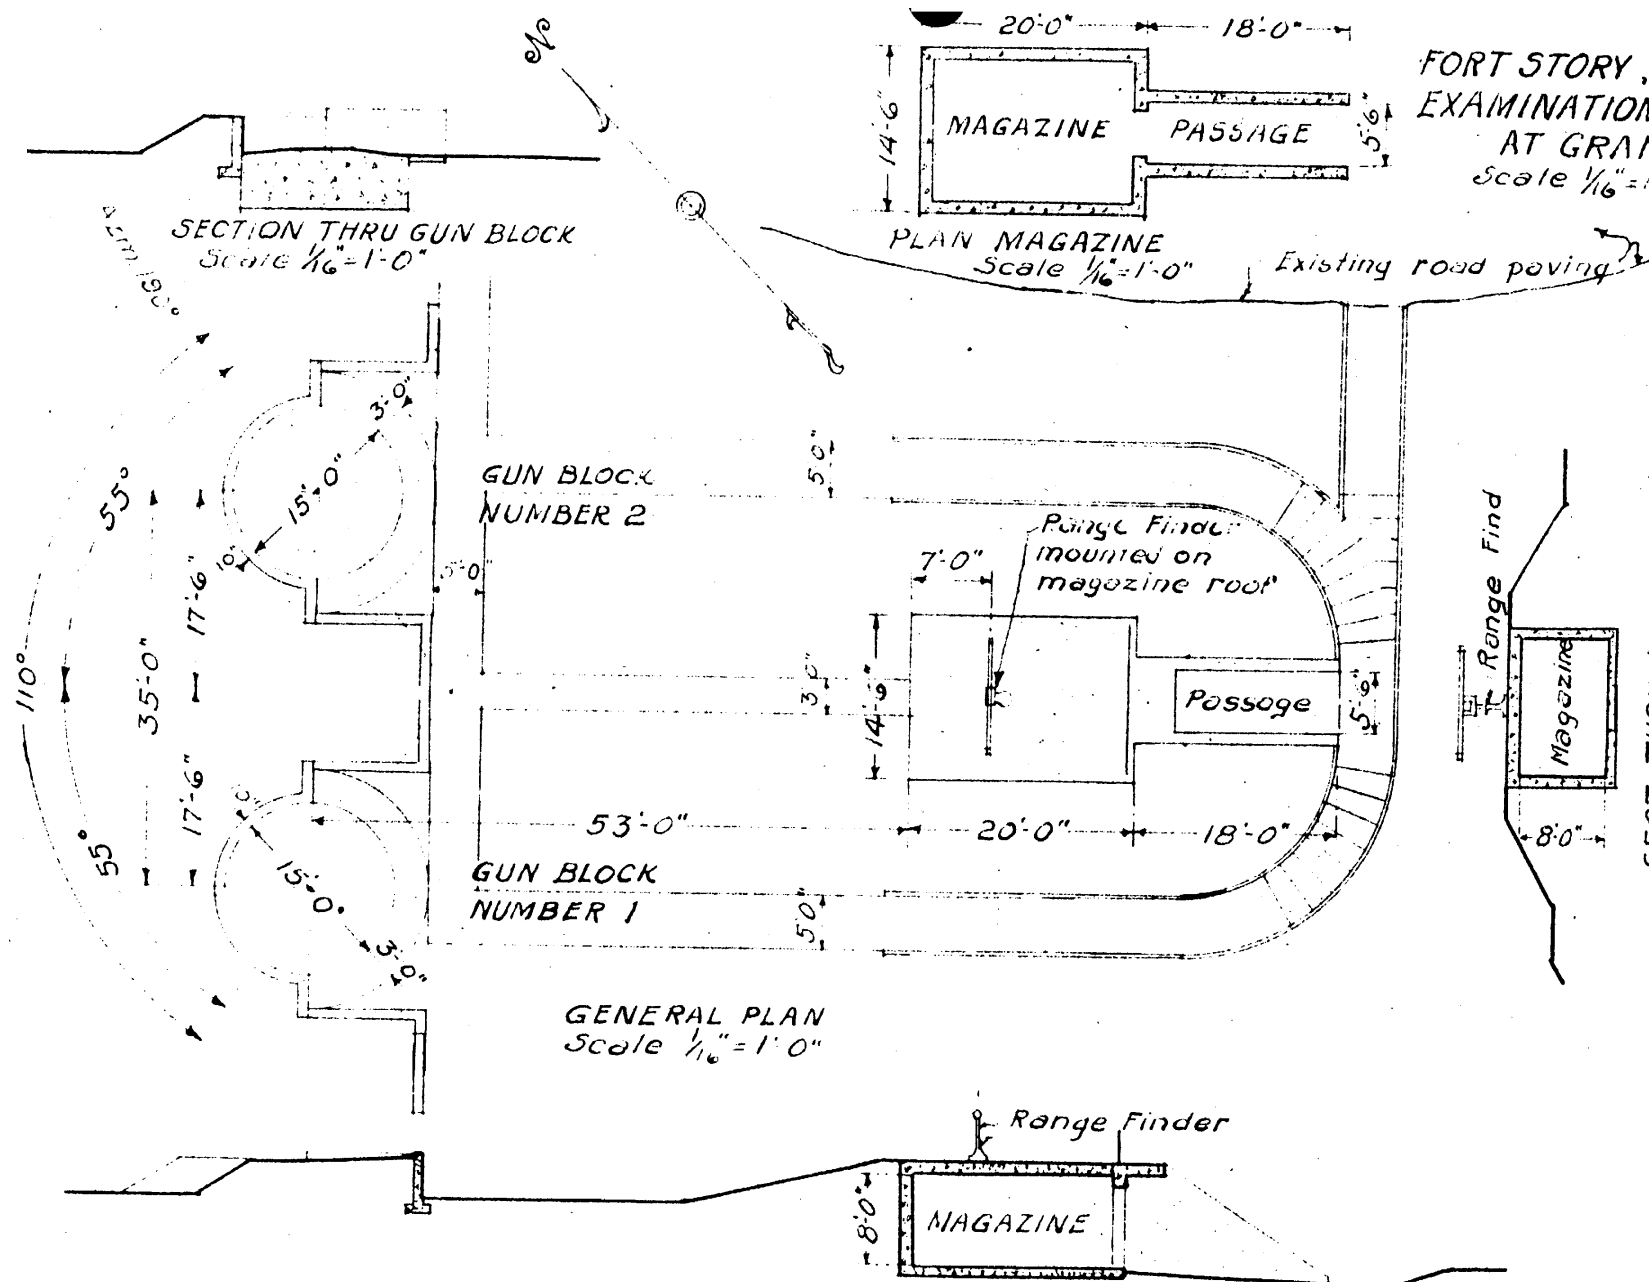 N
20'-0"
18'-0"
14'-6"
MAGAZINE
PASSAGE
5'6"
PLAN MAGAZINE
Scale 1/16"=1'-0"
FORT STORY,
EXAMINATION
AT GRAN
Scale 1/16"=1
SECTION THRU GUN BLOCK
Scale 1/16"=1'-0"
Existing road paving
55°
110°
55°
35'-0"
17'-6"
17'-6"
3'-0"
15'-0"
10"
GUN BLOCK
NUMBER 2
5'0"
7'-0"
Range Finder
mounted on
magazine roof
3'0"
14'-6"
Passage
5'-6"
53'-0"
20'-0"
18'-0"
15'-0"
3'-0"
GUN BLOCK
NUMBER 1
5'0"
GENERAL PLAN
Scale 1/16"=1'0"
Range Find
Magazine
8'0"
Range Finder
8'0"
MAGAZINE